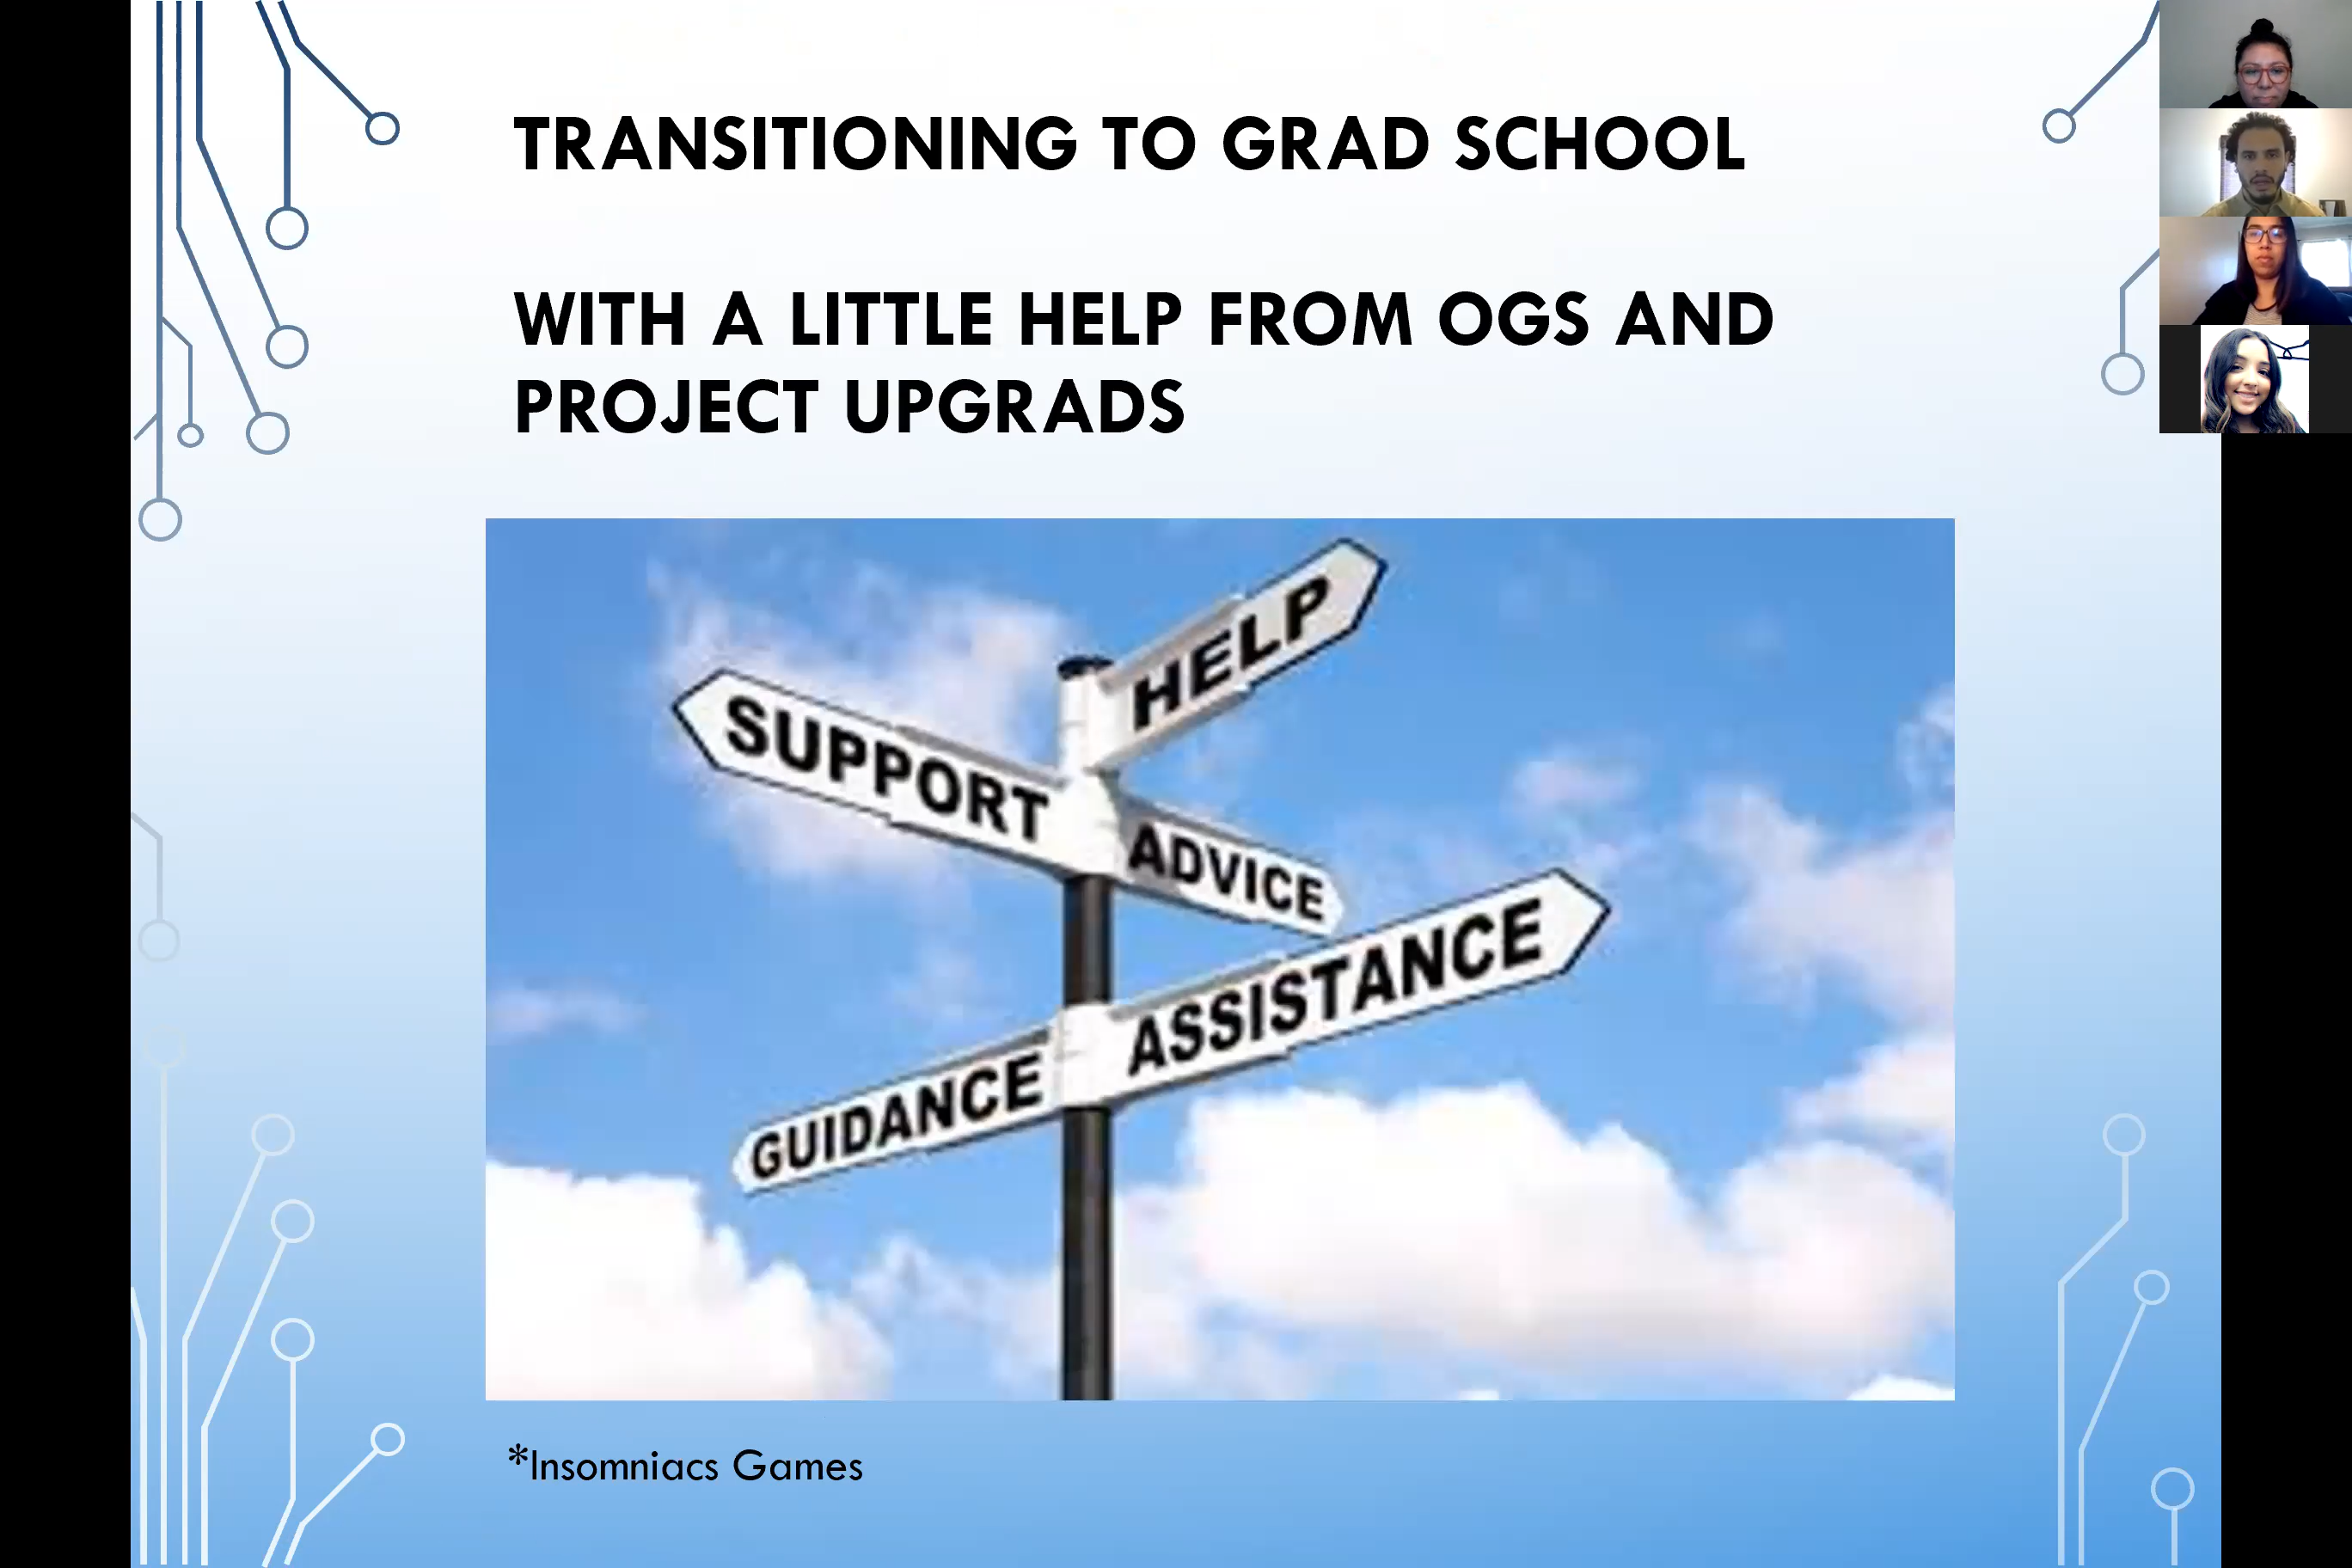 TRANSITIONING TO GRAD SCHOOL
WITH A LITTLE HELP FROM OGS AND
PROJECT UPGRADS
HELP
SUPPORT
ADVICE
ASSISTANCE
GUIDANCE
*Insomniacs Games